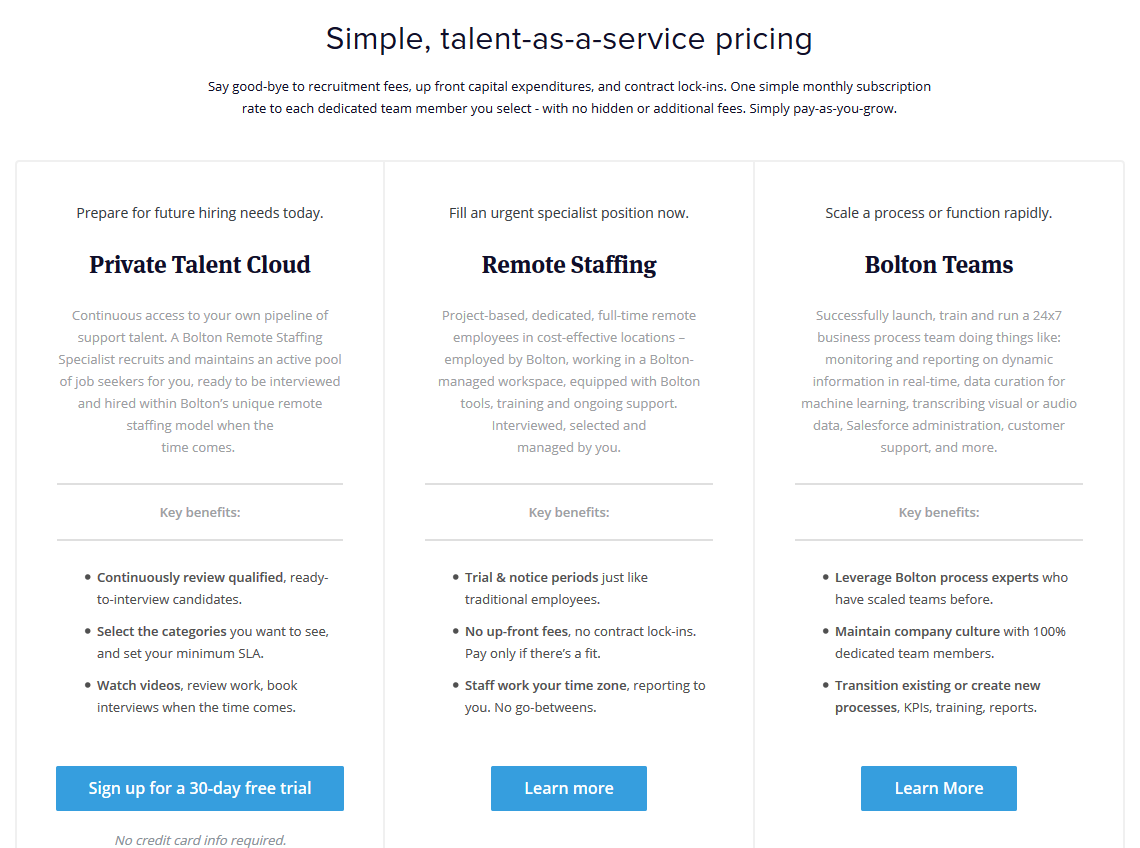 Simple, talent-as-a-service pricing
Say good-bye to recruitment fees, up front capital expenditures, and contract lock-ins. One simple monthly subscription
rate to each dedicated team member you select - with no hidden or additional fees. Simply pay-as-you-grow.
Prepare for future hiring needs today.
Private Talent Cloud
Continuous access to your own pipeline of
support talent. A Bolton Remote Staffing
Specialist recruits and maintains an active pool
of job seekers for you, ready to be interviewed
and hired within Bolton’s unique remote
staffing model when the
time comes.
Key benefits:
• Continuously review qualified, ready-
to-interview candidates.
• Select the categories you want to see,
and set your minimum SLA.
• Watch videos, review work, book
interviews when the time comes.
Sign up for a 30-day free trial
No credit card info required.
Fill an urgent specialist position now.
Remote Staffing
Project-based, dedicated, full-time remote
employees in cost-effective locations –
employed by Bolton, working in a Bolton-
managed workspace, equipped with Bolton
tools, training and ongoing support.
Interviewed, selected and
managed by you.
Key benefits:
• Trial & notice periods just like
traditional employees.
• No up-front fees, no contract lock-ins.
Pay only if there’s a fit.
• Staff work your time zone, reporting to
you. No go-betweens.
Learn more
Scale a process or function rapidly.
Bolton Teams
Successfully launch, train and run a 24x7
business process team doing things like:
monitoring and reporting on dynamic
information in real-time, data curation for
machine learning, transcribing visual or audio
data, Salesforce administration, customer
support, and more.
Key benefits:
• Leverage Bolton process experts who
have scaled teams before.
• Maintain company culture with 100%
dedicated team members.
• Transition existing or create new
processes, KPIs, training, reports.
Learn More